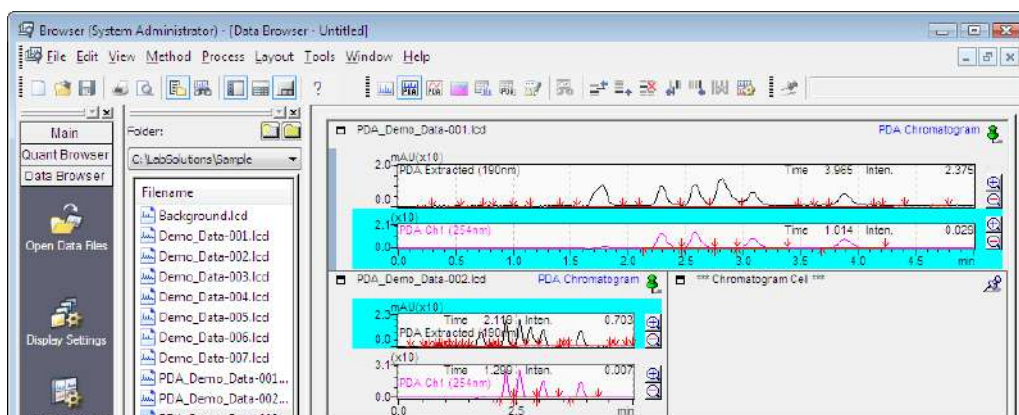 Browser (System Administrator) - [Data Browser - Untitled]
File Edit View Method Process Layout Tools Window Help
Main
Quant Browser
Data Browser
Open Data Files
Display Settings
Folder:
C:\LabSolutions\Sample
Filename
Background.lcd
Demo_Data-001.lcd
Demo_Data-002.lcd
Demo_Data-003.lcd
Demo_Data-004.lcd
Demo_Data-005.lcd
Demo_Data-006.lcd
Demo_Data-007.lcd
PDA_Demo_Data-001...
PDA_Demo_Data-002...
PDA_Demo_Data-001.lcd PDA Chromatogram
mAU(x10)
2.0 PDA Extracted (190nm) Time 3.965 Inten. 2.375
0.0
(x10)
2.1 PDA Ch1 (254nm) Time 1.014 Inten. 0.029
0.0
0.0 0.5 1.0 1.5 2.0 2.5 3.0 3.5 4.0 4.5 min
PDA_Demo_Data-002.lcd PDA Chromatogram
mAU(x10)
2.3 Time 2.119 Inten. 0.703
PDA Extracted (190nm)
0.0
(x10)
3.1 Time 1.299 Inten. 0.007
PDA Ch1 (254nm)
0.0
0.0 2.5 min
*** Chromatogram Cell ***